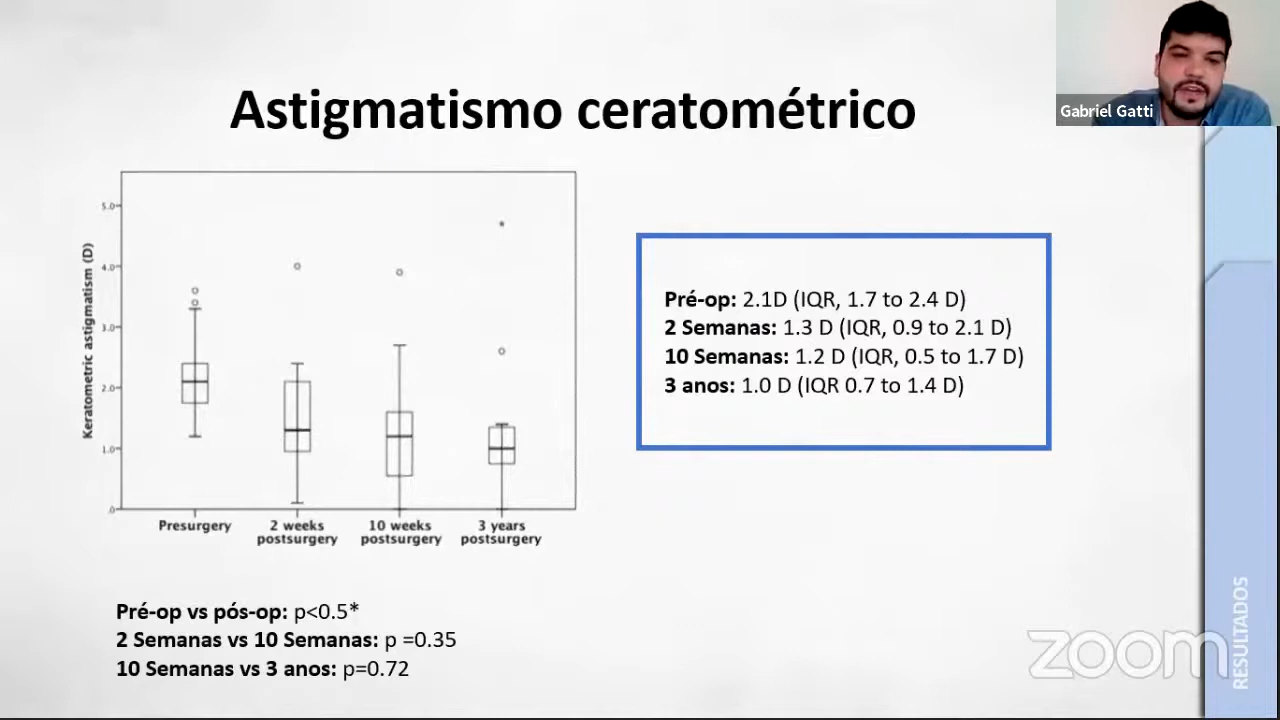 Astigmatismo ceratométrico
Gabriel Gatti
Keratometric astigmatism (D)
5.0
4.0
3.0
2.0
1.0
.0
Presurgery
2 weeks
postsurgery
10 weeks
postsurgery
3 years
postsurgery
Pré-op: 2.1D (IQR, 1.7 to 2.4 D)
2 Semanas: 1.3 D (IQR, 0.9 to 2.1 D)
10 Semanas: 1.2 D (IQR, 0.5 to 1.7 D)
3 anos: 1.0 D (IQR 0.7 to 1.4 D)
Pré-op vs pós-op: p<0.5*
2 Semanas vs 10 Semanas: p =0.35
10 Semanas vs 3 anos: p=0.72
zoom
RESULTADOS